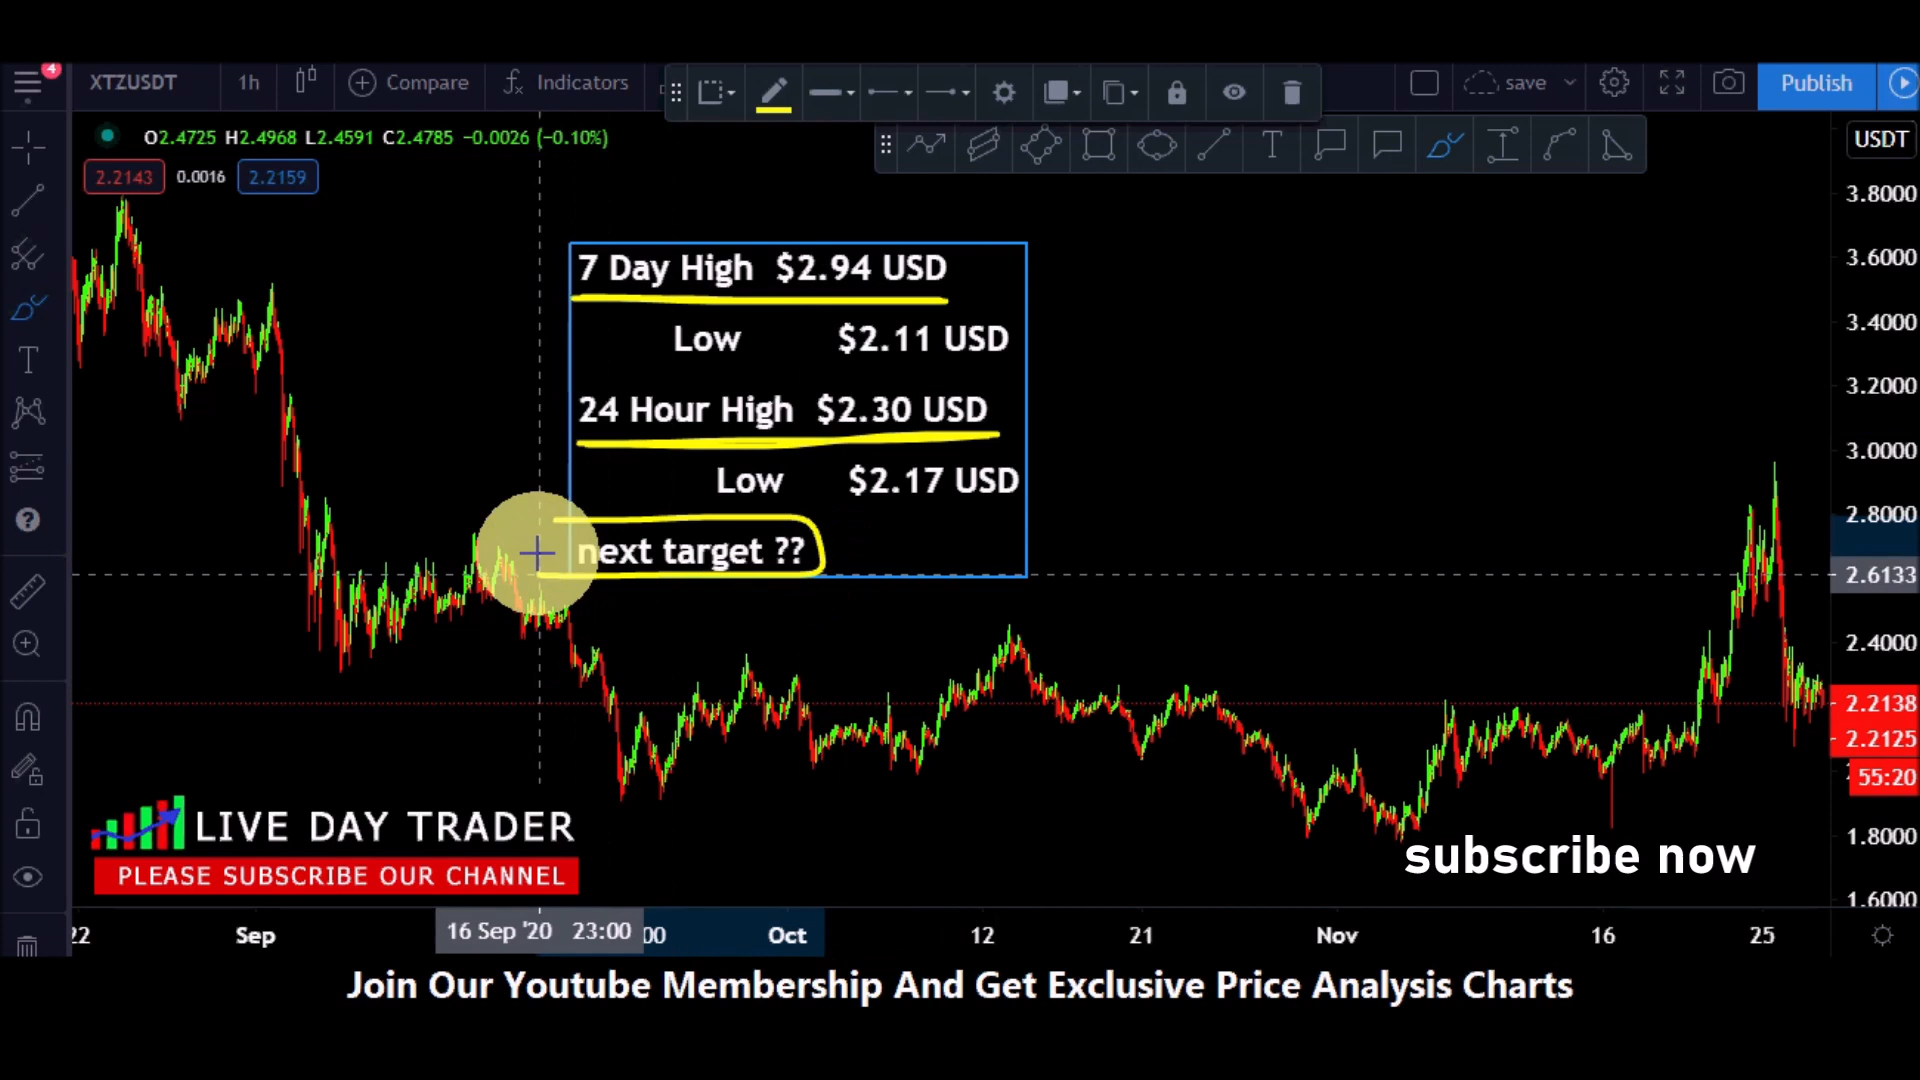 4
XTZUSDT 1h Compare Indicators save Publish
O2.4725 H2.4968 L2.4591 C2.4785 −0.0026 (−0.10%)
USDT
2.2143 0.0016 2.2159
3.8000
3.6000
3.4000
3.2000
3.0000
2.8000
2.6133
2.4000
2.2138
2.2125
55:20
1.8000
1.6000
7 Day High $2.94 USD
Low $2.11 USD
24 Hour High $2.30 USD
Low $2.17 USD
next target ??
LIVE DAY TRADER
PLEASE SUBSCRIBE OUR CHANNEL
subscribe now
22 Sep 16 Sep '20 23:00 :00 Oct 12 21 Nov 16 25
Join Our Youtube Membership And Get Exclusive Price Analysis Charts